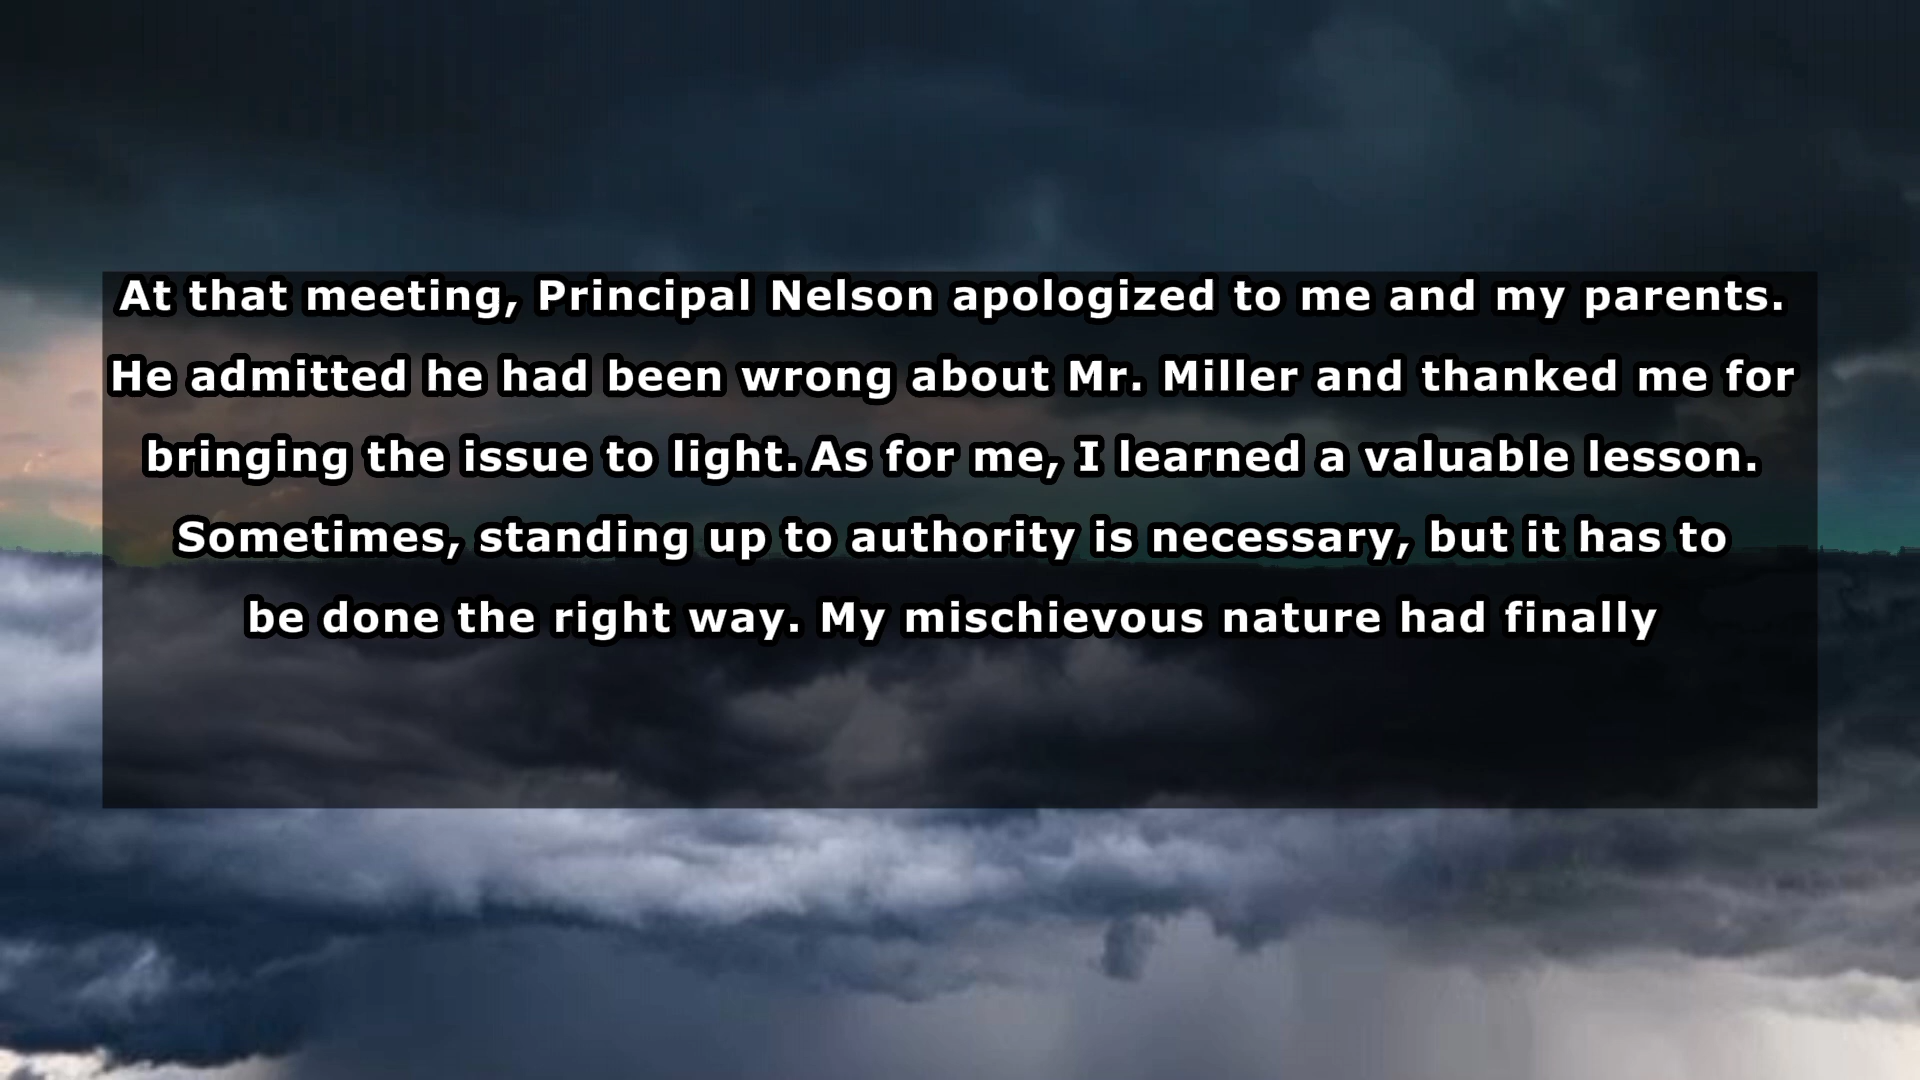 At that meeting, Principal Nelson apologized to me and my parents.
He admitted he had been wrong about Mr. Miller and thanked me for
bringing the issue to light. As for me, I learned a valuable lesson.
Sometimes, standing up to authority is necessary, but it has to
be done the right way. My mischievous nature had finally